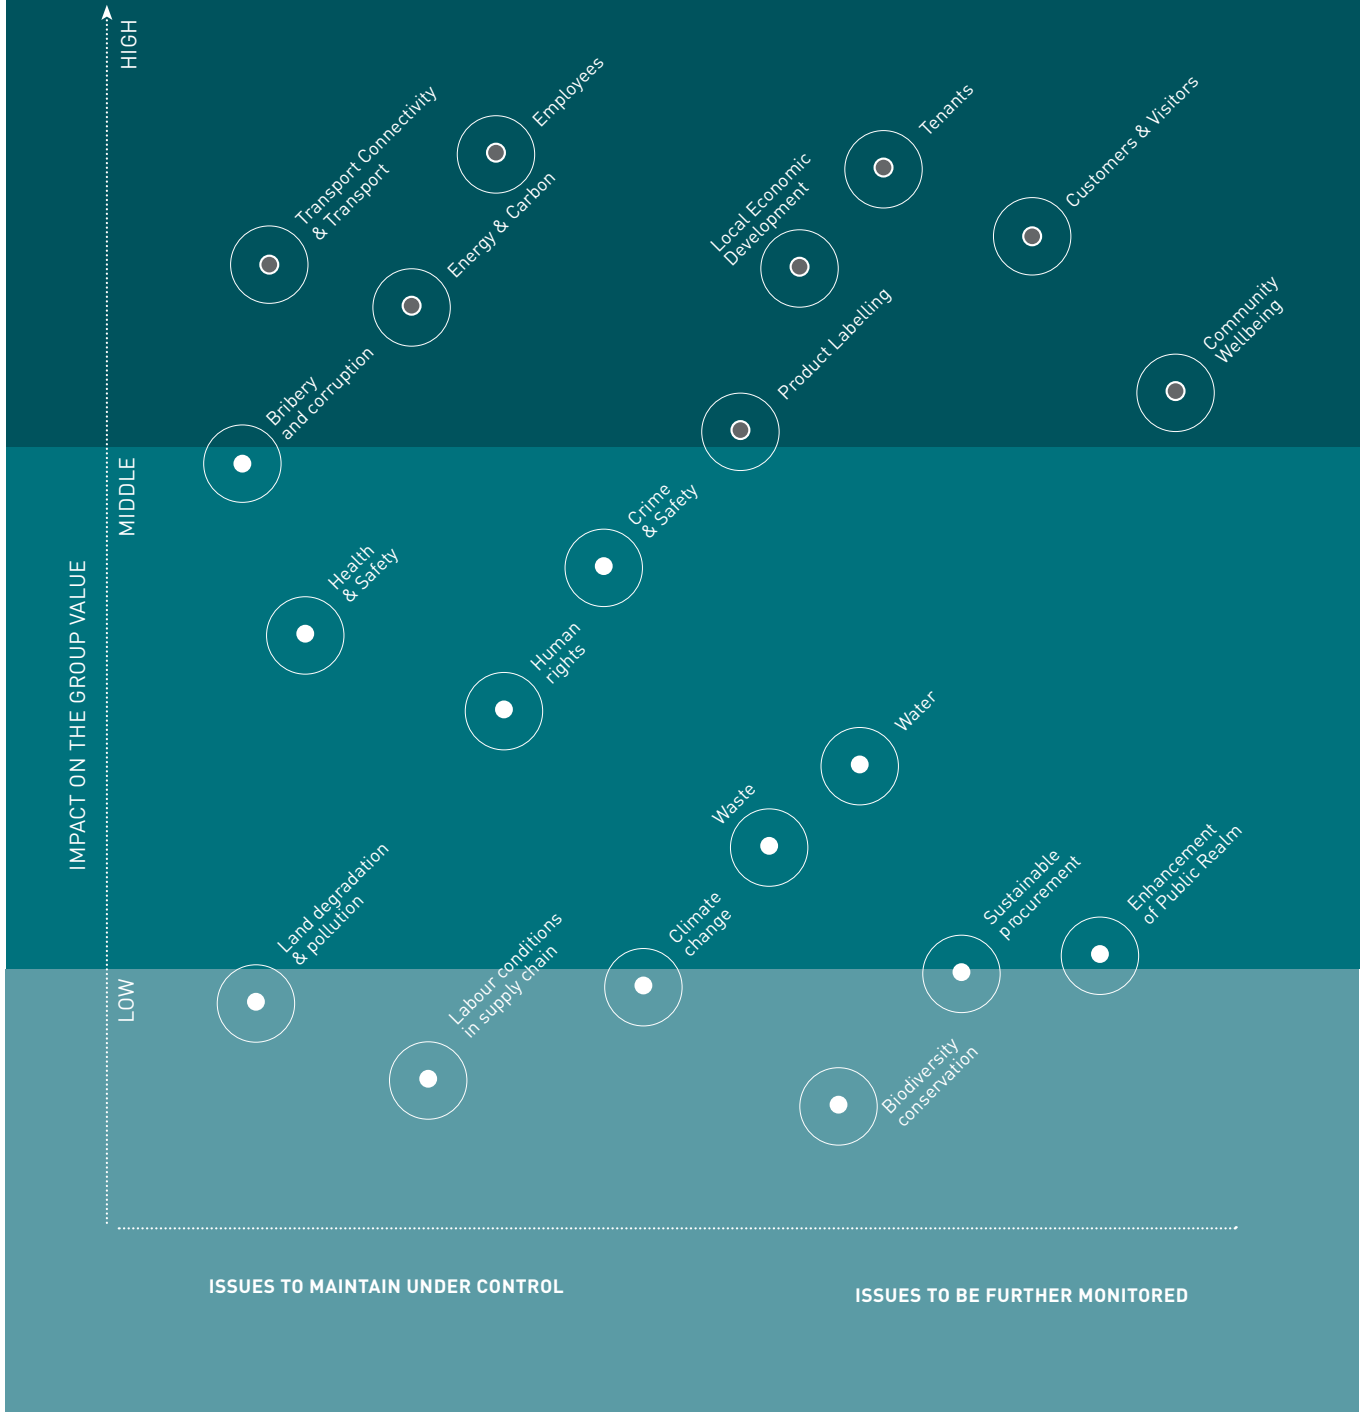 HIGH
Employees
Transport Connectivity
& Transport
Tenants
Customers & Visitors
Local Economic
Development
Energy & Carbon
Community
Wellbeing
Product Labelling
Bribery
and corruption
MIDDLE
Crime
& Safety
Health
& Safety
IMPACT ON THE GROUP VALUE
Human
rights
Water
Waste
Land degradation
& pollution
Climate
change
Sustainable
procurement
Enhancement
of Public Realm
Labour conditions
in supply chain
LOW
Biodiversity
conservation
ISSUES TO MAINTAIN UNDER CONTROL
ISSUES TO BE FURTHER MONITORED